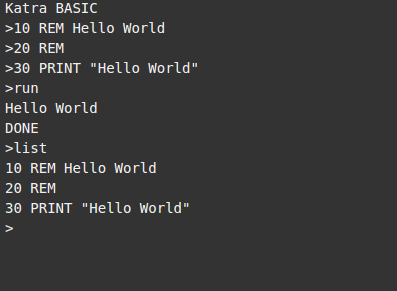 Katra BASIC
>10 REM Hello World
>20 REM
>30 PRINT "Hello World"
>run
Hello World
DONE
>list
10 REM Hello World
20 REM
30 PRINT "Hello World"
>